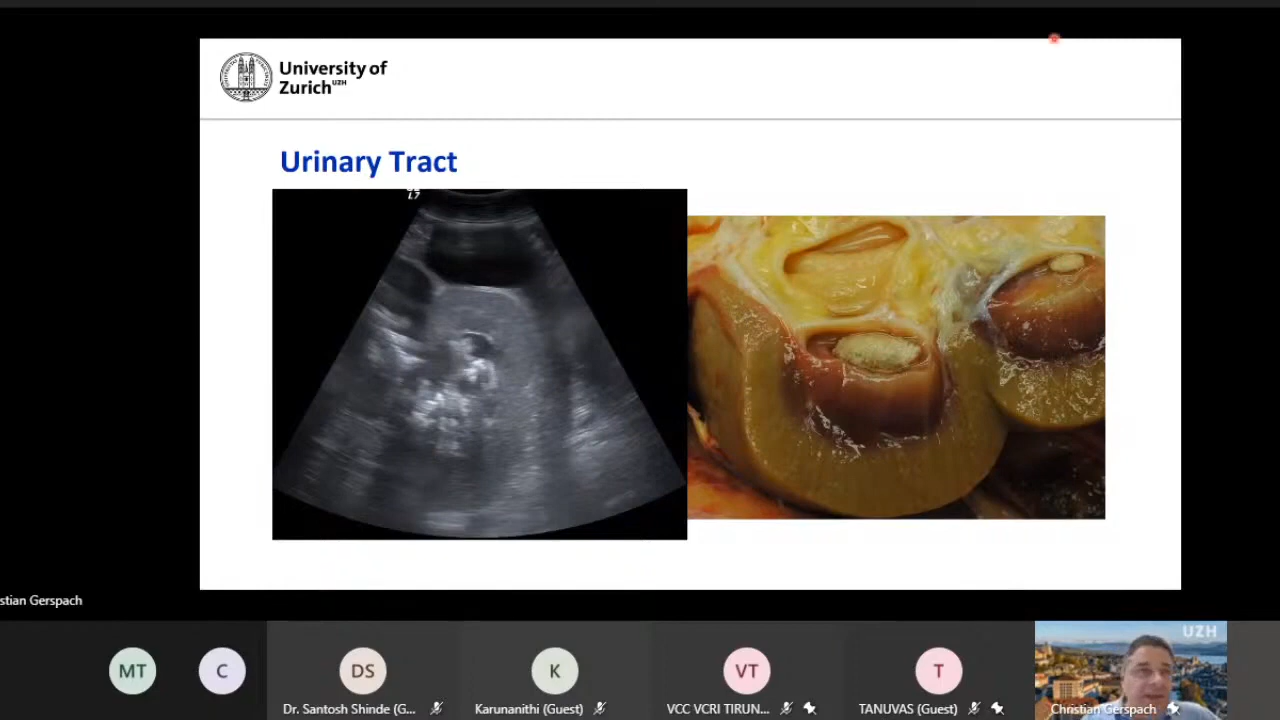 University of
Zurich UZH
Urinary Tract
L7
stian Gerspach
MT
C
DS
K
VT
T
UZH
Dr. Santosh Shinde (G...
Karunanithi (Guest)
VCC VCRI TIRUN...
TANUVAS (Guest)
Christian Gerspach